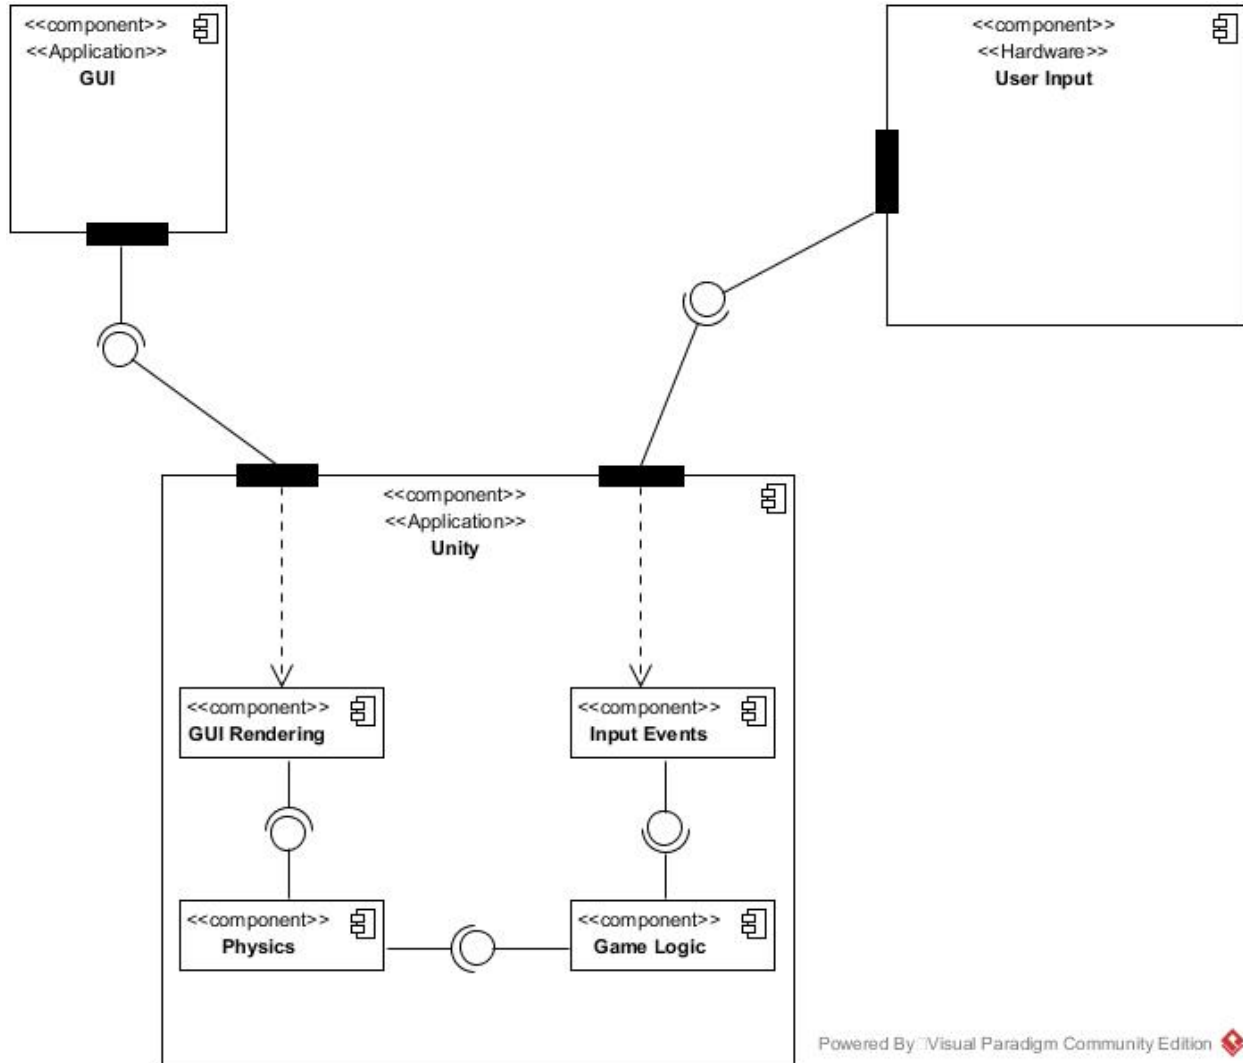 <<component>>
<<Application>>
GUI
<<component>>
<<Hardware>>
User Input
<<component>>
<<Application>>
Unity
<<component>>
GUI Rendering
<<component>>
Input Events
<<component>>
Physics
<<component>>
Game Logic
Powered By Visual Paradigm Community Edition